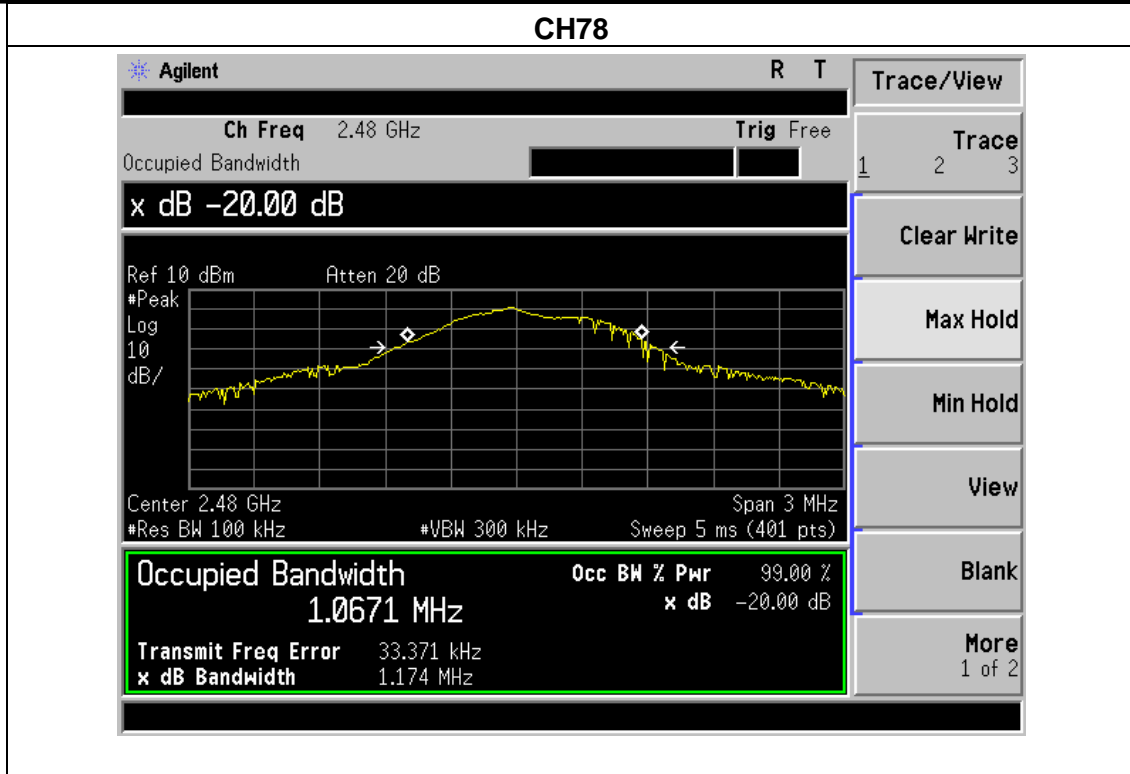 CH78
Agilent
R T
Trace/View
Ch Freq 2.48 GHz
Trig Free
Occupied Bandwidth
Trace
1 2 3
x dB -20.00 dB
Clear Write
Ref 10 dBm
Atten 20 dB
#Peak
Log
10
dB/
Max Hold
Min Hold
View
Center 2.48 GHz
Span 3 MHz
#Res BW 100 kHz
#VBW 300 kHz
Sweep 5 ms (401 pts)
Occupied Bandwidth
1.0671 MHz
Occ BW % Pwr 99.00 %
x dB -20.00 dB
Transmit Freq Error 33.371 kHz
x dB Bandwidth 1.174 MHz
Blank
More
1 of 2